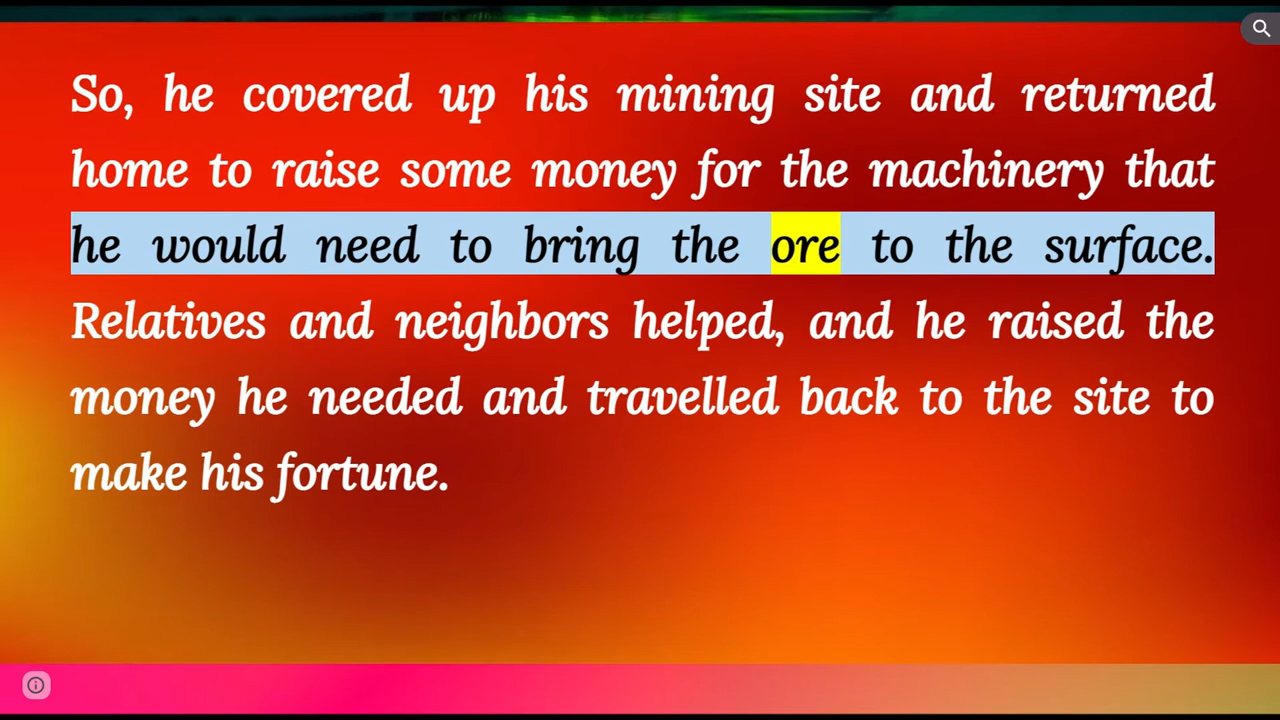 So, he covered up his mining site and returned
home to raise some money for the machinery that
he would need to bring the ore to the surface.
Relatives and neighbors helped, and he raised the
money he needed and travelled back to the site to
make his fortune.